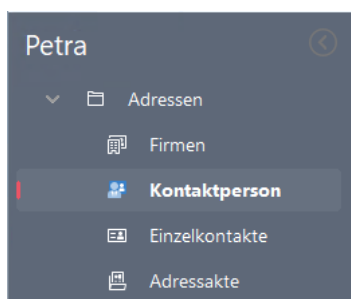 Petra
Adressen
Firmen
Kontaktperson
Einzelkontakte
Adressakte